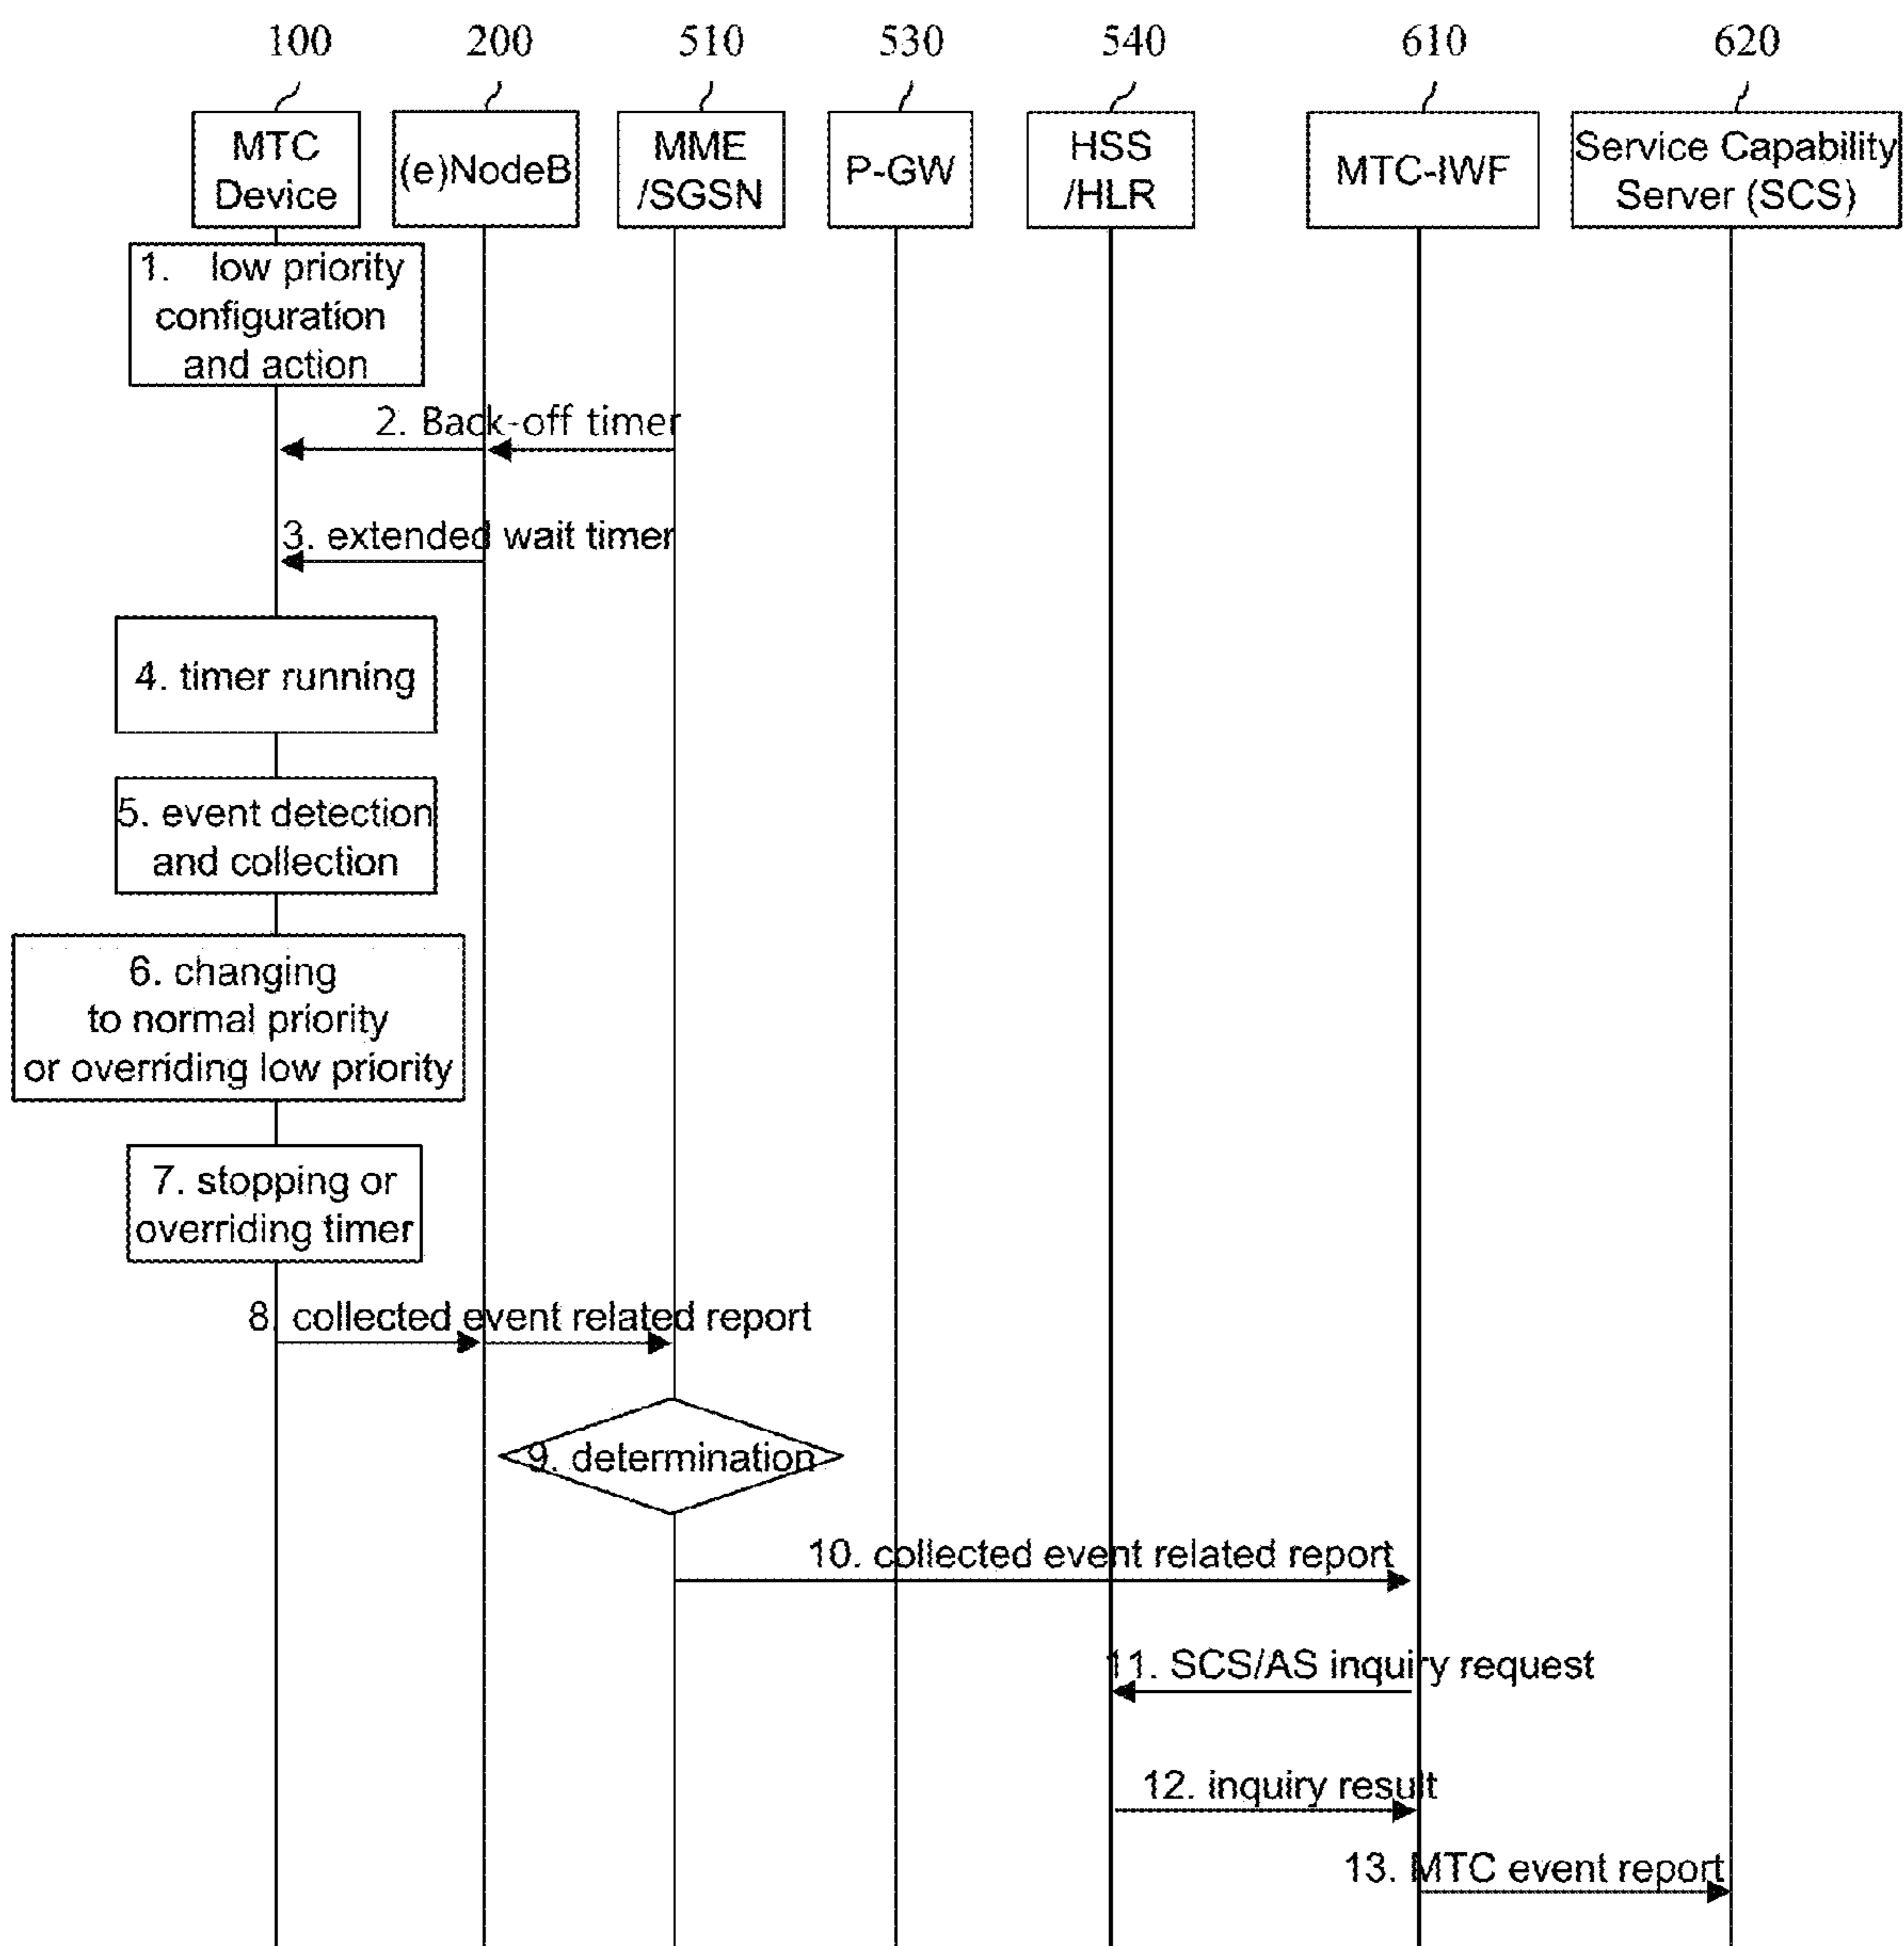 100 200 510 530 540 610 620
MTC
Device
(e)NodeB
MME
/SGSN
P-GW
HSS
/HLR
MTC-IWF
Service Capability
Server (SCS)
1. low priority
configuration
and action
2. Back-off timer
3. extended wait timer
4. timer running
5. event detection
and collection
6. changing
to normal priority
or overriding low priority
7. stopping or
overriding timer
8. collected event related report
9. determination
10. collected event related report
11. SCS/AS inquiry request
12. inquiry result
13. MTC event report